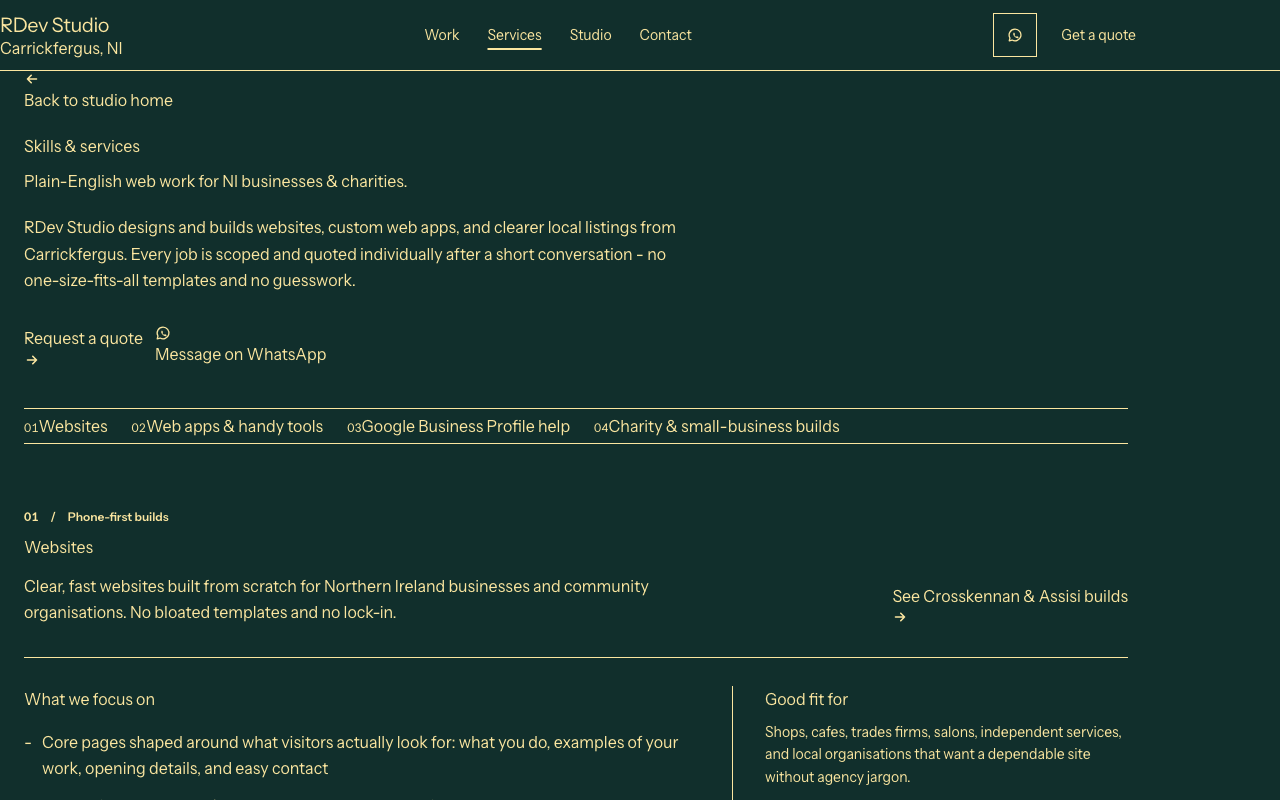 RDev Studio
Carrickfergus, NI
Work
Services
Studio
Contact
Get a quote
←
Back to studio home
Skills & services
Plain-English web work for NI businesses & charities.
RDev Studio designs and builds websites, custom web apps, and clearer local listings from
Carrickfergus. Every job is scoped and quoted individually after a short conversation - no
one-size-fits-all templates and no guesswork.
Request a quote
→
Message on WhatsApp
01Websites
02Web apps & handy tools
03Google Business Profile help
04Charity & small-business builds
01 / Phone-first builds
Websites
Clear, fast websites built from scratch for Northern Ireland businesses and community
organisations. No bloated templates and no lock-in.
See Crosskennan & Assisi builds
→
What we focus on
- Core pages shaped around what visitors actually look for: what you do, examples of your
work, opening details, and easy contact
Good fit for
Shops, cafes, trades firms, salons, independent services,
and local organisations that want a dependable site
without agency jargon.